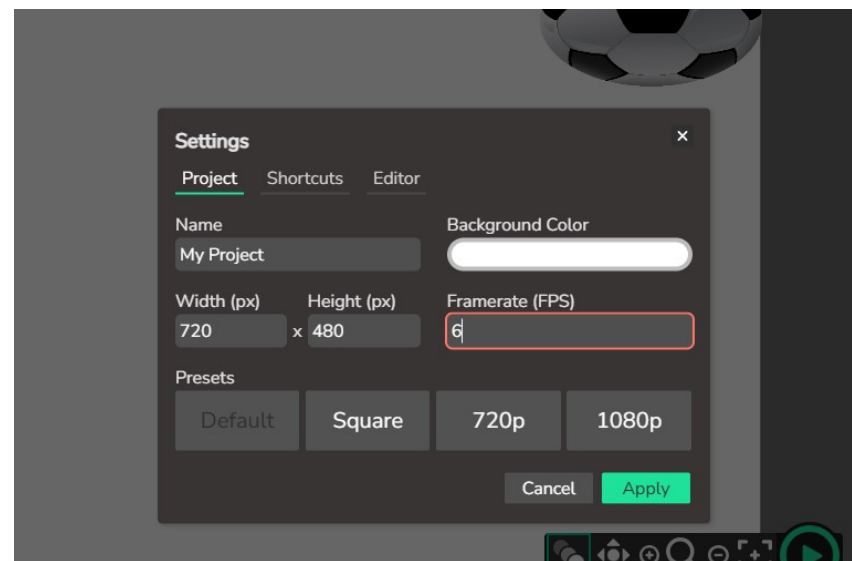 Settings
Project Shortcuts Editor
Name Background Color
My Project
Width (px) Height (px) Framerate (FPS)
720 x 480 6
Presets
Default Square 720p 1080p
Cancel Apply